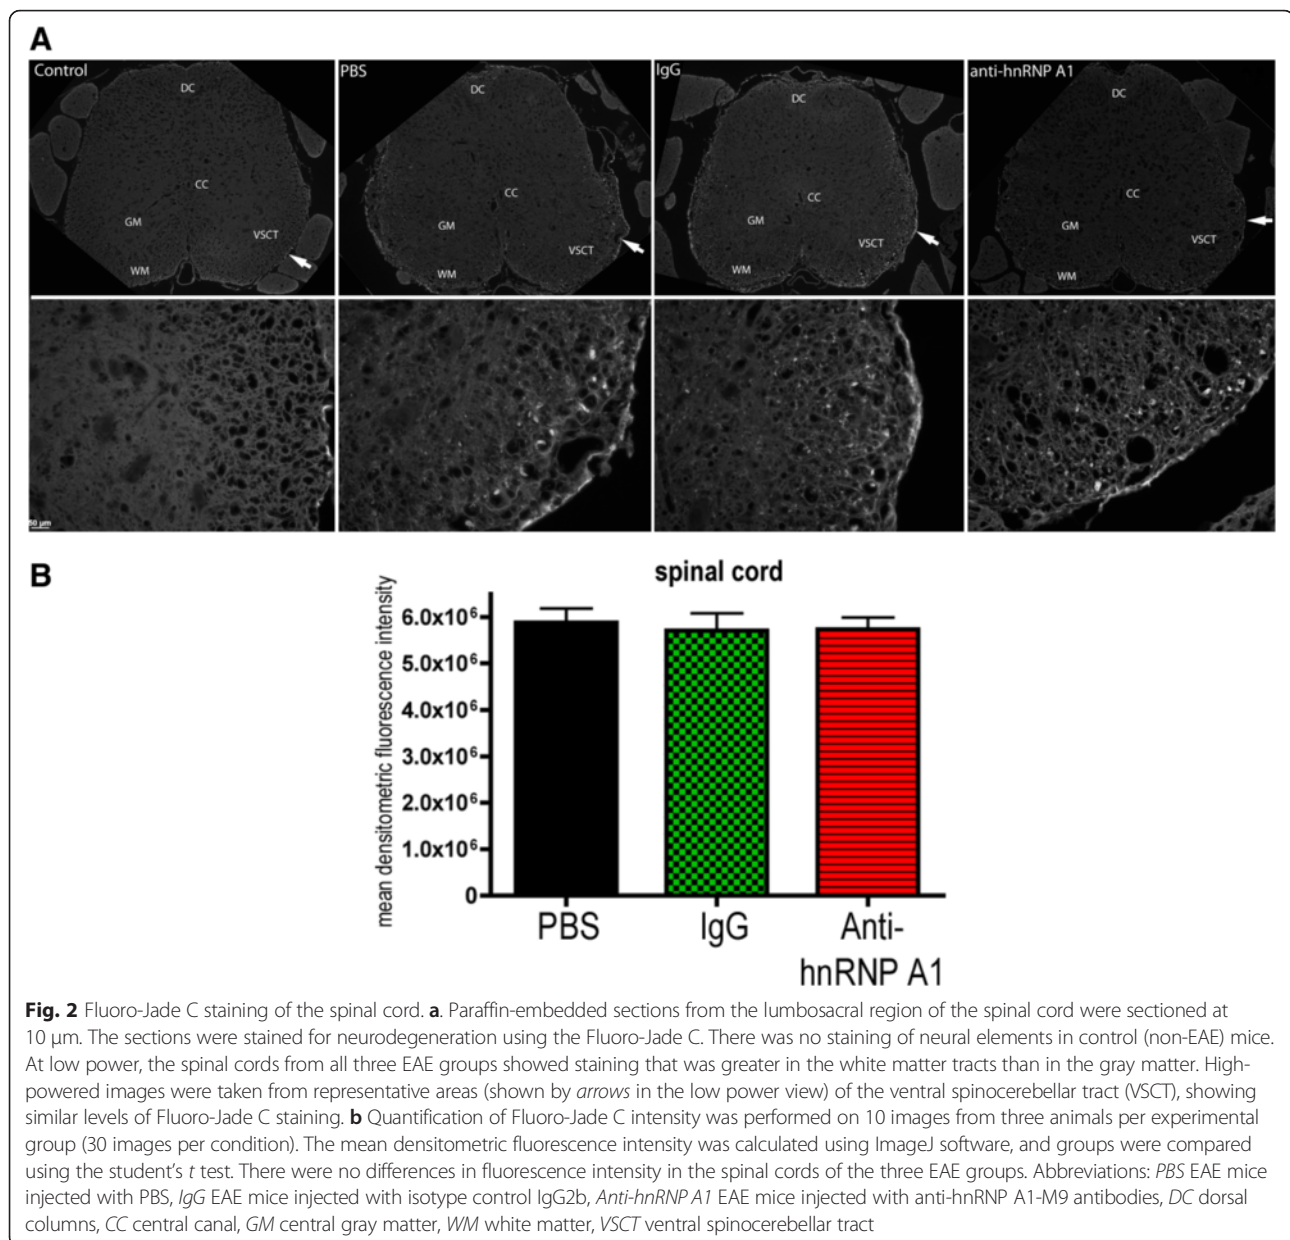 A
Control
PBS
IgG
anti-hnRNP A1
DC
DC
DC
DC
CC
CC
CC
CC
GM
GM
GM
GM
VSCT
VSCT
VSCT
VSCT
WM
WM
WM
WM
50 µm
B
spinal cord
mean densitometric fluorescence intensity
6.0x10⁶
5.0x10⁶
4.0x10⁶
3.0x10⁶
2.0x10⁶
1.0x10⁶
0
PBS
IgG
Anti-
hnRNP A1
Fig. 2 Fluoro-Jade C staining of the spinal cord. a. Paraffin-embedded sections from the lumbosacral region of the spinal cord were sectioned at
10 μm. The sections were stained for neurodegeneration using the Fluoro-Jade C. There was no staining of neural elements in control (non-EAE) mice.
At low power, the spinal cords from all three EAE groups showed staining that was greater in the white matter tracts than in the gray matter. High-
powered images were taken from representative areas (shown by arrows in the low power view) of the ventral spinocerebellar tract (VSCT), showing
similar levels of Fluoro-Jade C staining. b Quantification of Fluoro-Jade C intensity was performed on 10 images from three animals per experimental
group (30 images per condition). The mean densitometric fluorescence intensity was calculated using ImageJ software, and groups were compared
using the student's t test. There were no differences in fluorescence intensity in the spinal cords of the three EAE groups. Abbreviations: PBS EAE mice
injected with PBS, IgG EAE mice injected with isotype control IgG2b, Anti-hnRNP A1 EAE mice injected with anti-hnRNP A1-M9 antibodies, DC dorsal
columns, CC central canal, GM central gray matter, WM white matter, VSCT ventral spinocerebellar tract